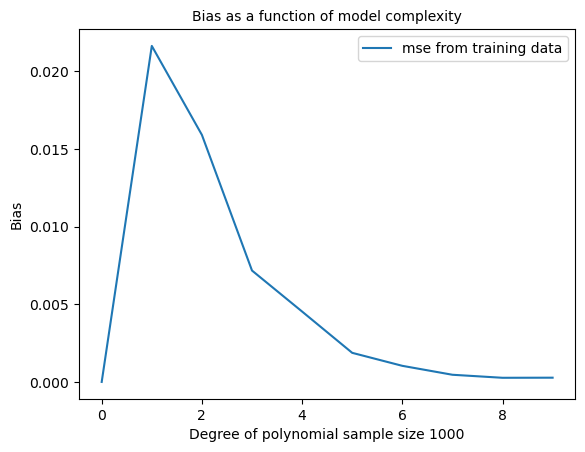 Bias as a function of model complexity
mse from training data
0.020
0.015
0.010
0.005
0.000
Bias
0 2 4 6 8
Degree of polynomial sample size 1000